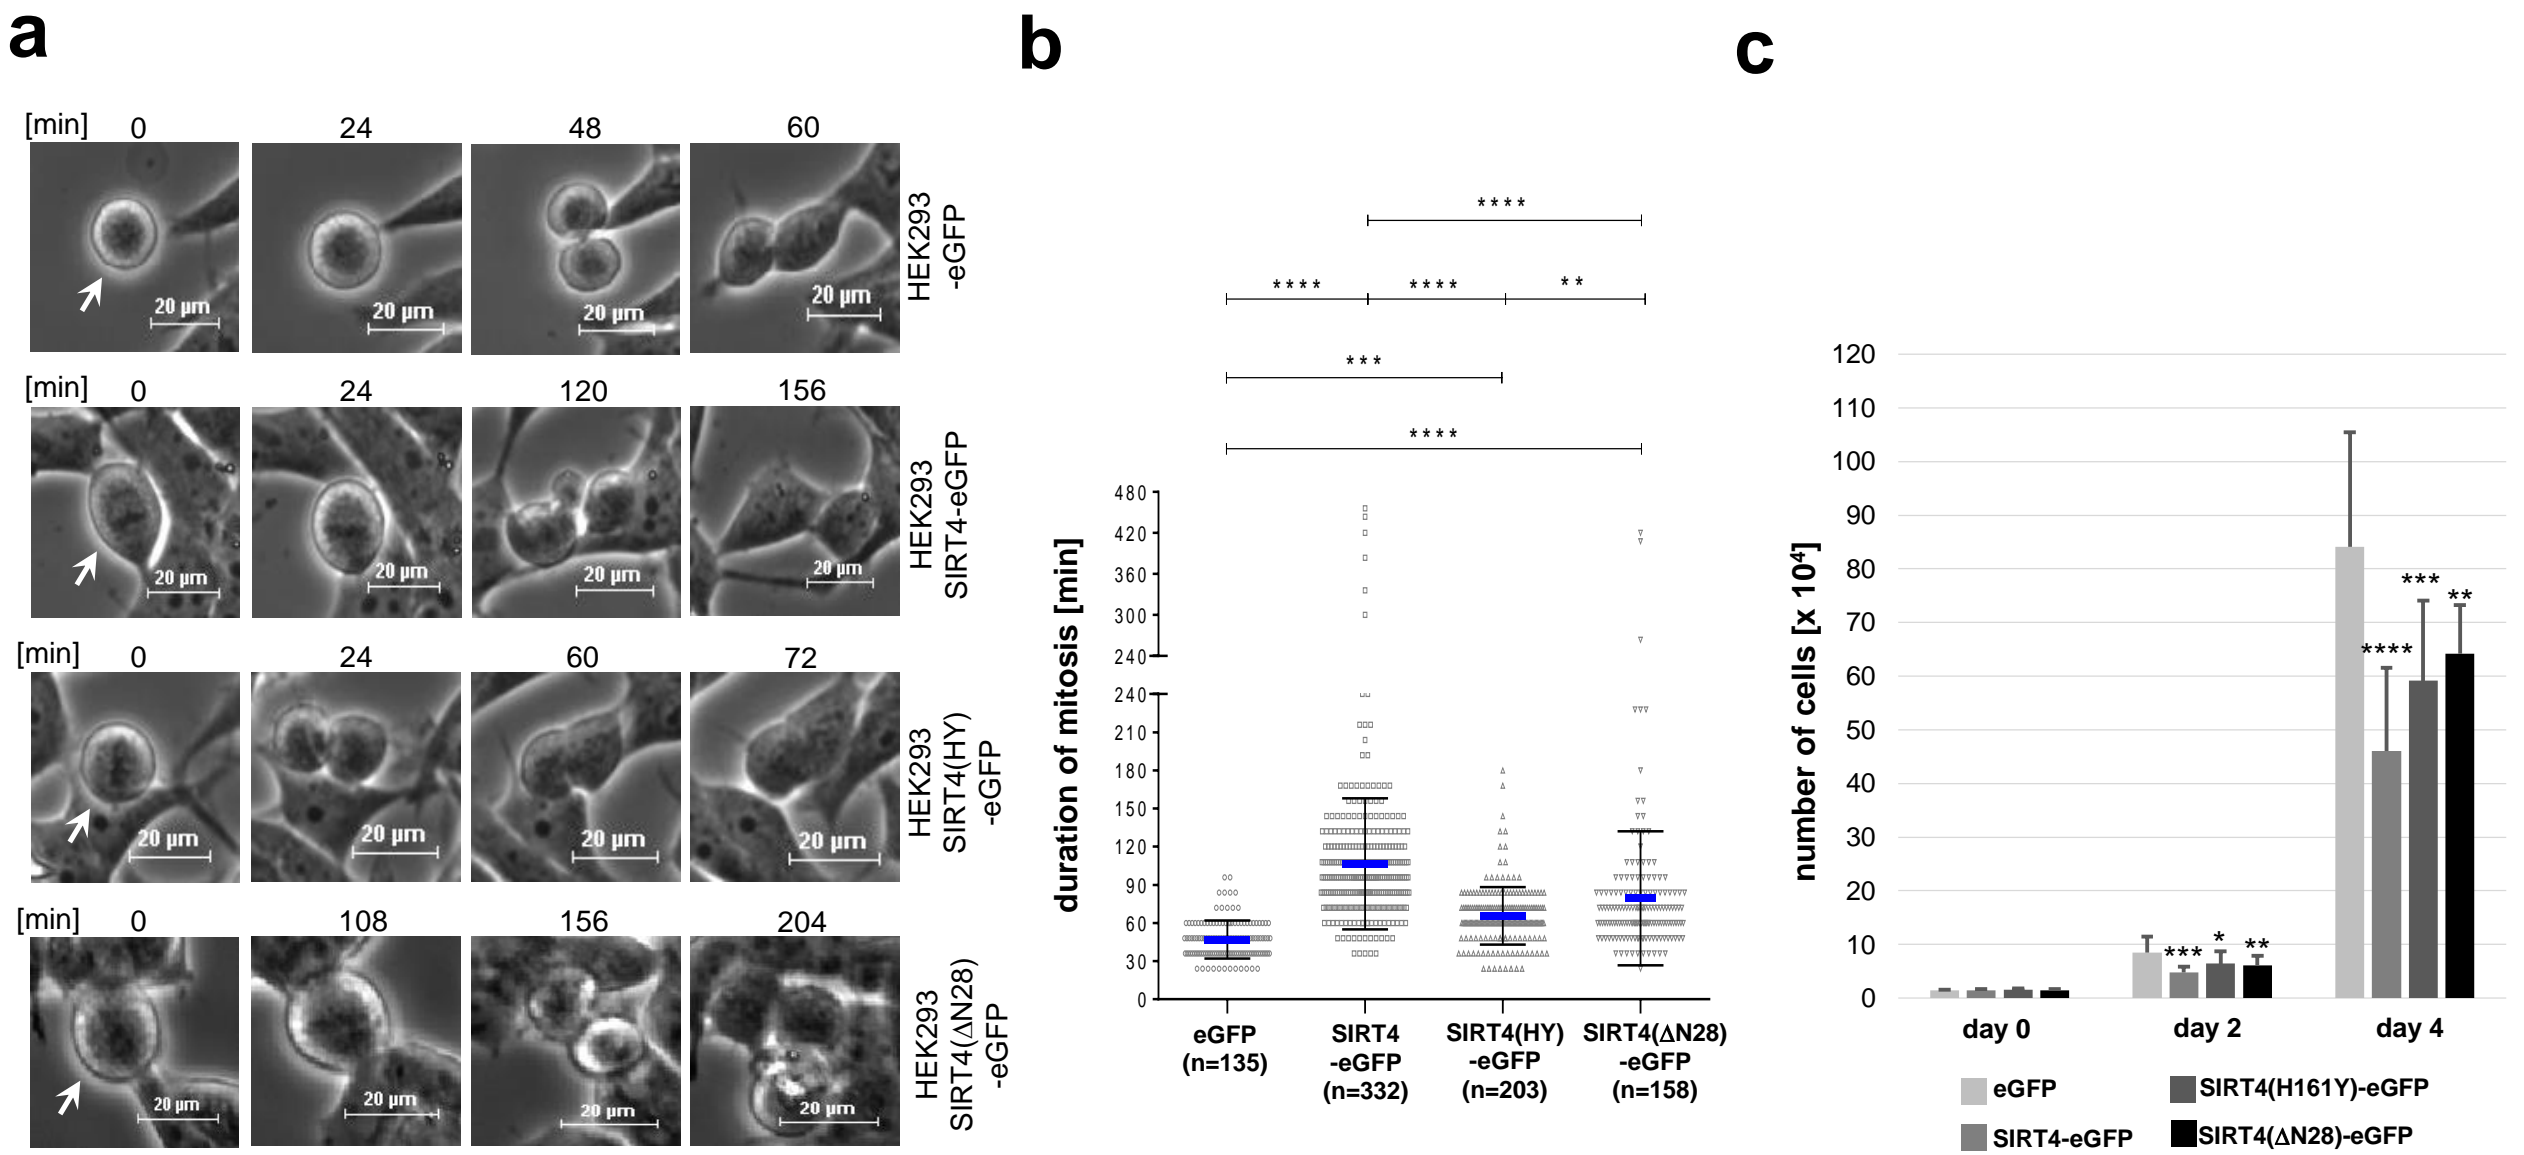 a
[min] 0 24 48 60
20 µm 20 µm 20 µm 20 µm
HEK293
-eGFP
[min] 0 24 120 156
20 µm 20 µm 20 µm 20 µm
HEK293
SIRT4-eGFP
[min] 0 24 60 72
20 µm 20 µm 20 µm 20 µm
HEK293
SIRT4(HY)
-eGFP
[min] 0 108 156 204
20 µm 20 µm 20 µm 20 µm
HEK293
SIRT4(ΔN28)
-eGFP
b
****
**** **** **
***
****
duration of mitosis [min]
480
420
360
300
240
240
210
180
150
120
90
60
30
0
eGFP
(n=135)
SIRT4
-eGFP
(n=332)
SIRT4(HY)
-eGFP
(n=203)
SIRT4(ΔN28)
-eGFP
(n=158)
c
number of cells [x 10⁴]
120
110
100
90
80
70
60
50
40
30
20
10
0
*** * **
**** *** **
day 0 day 2 day 4
eGFP
SIRT4-eGFP
SIRT4(H161Y)-eGFP
SIRT4(ΔN28)-eGFP